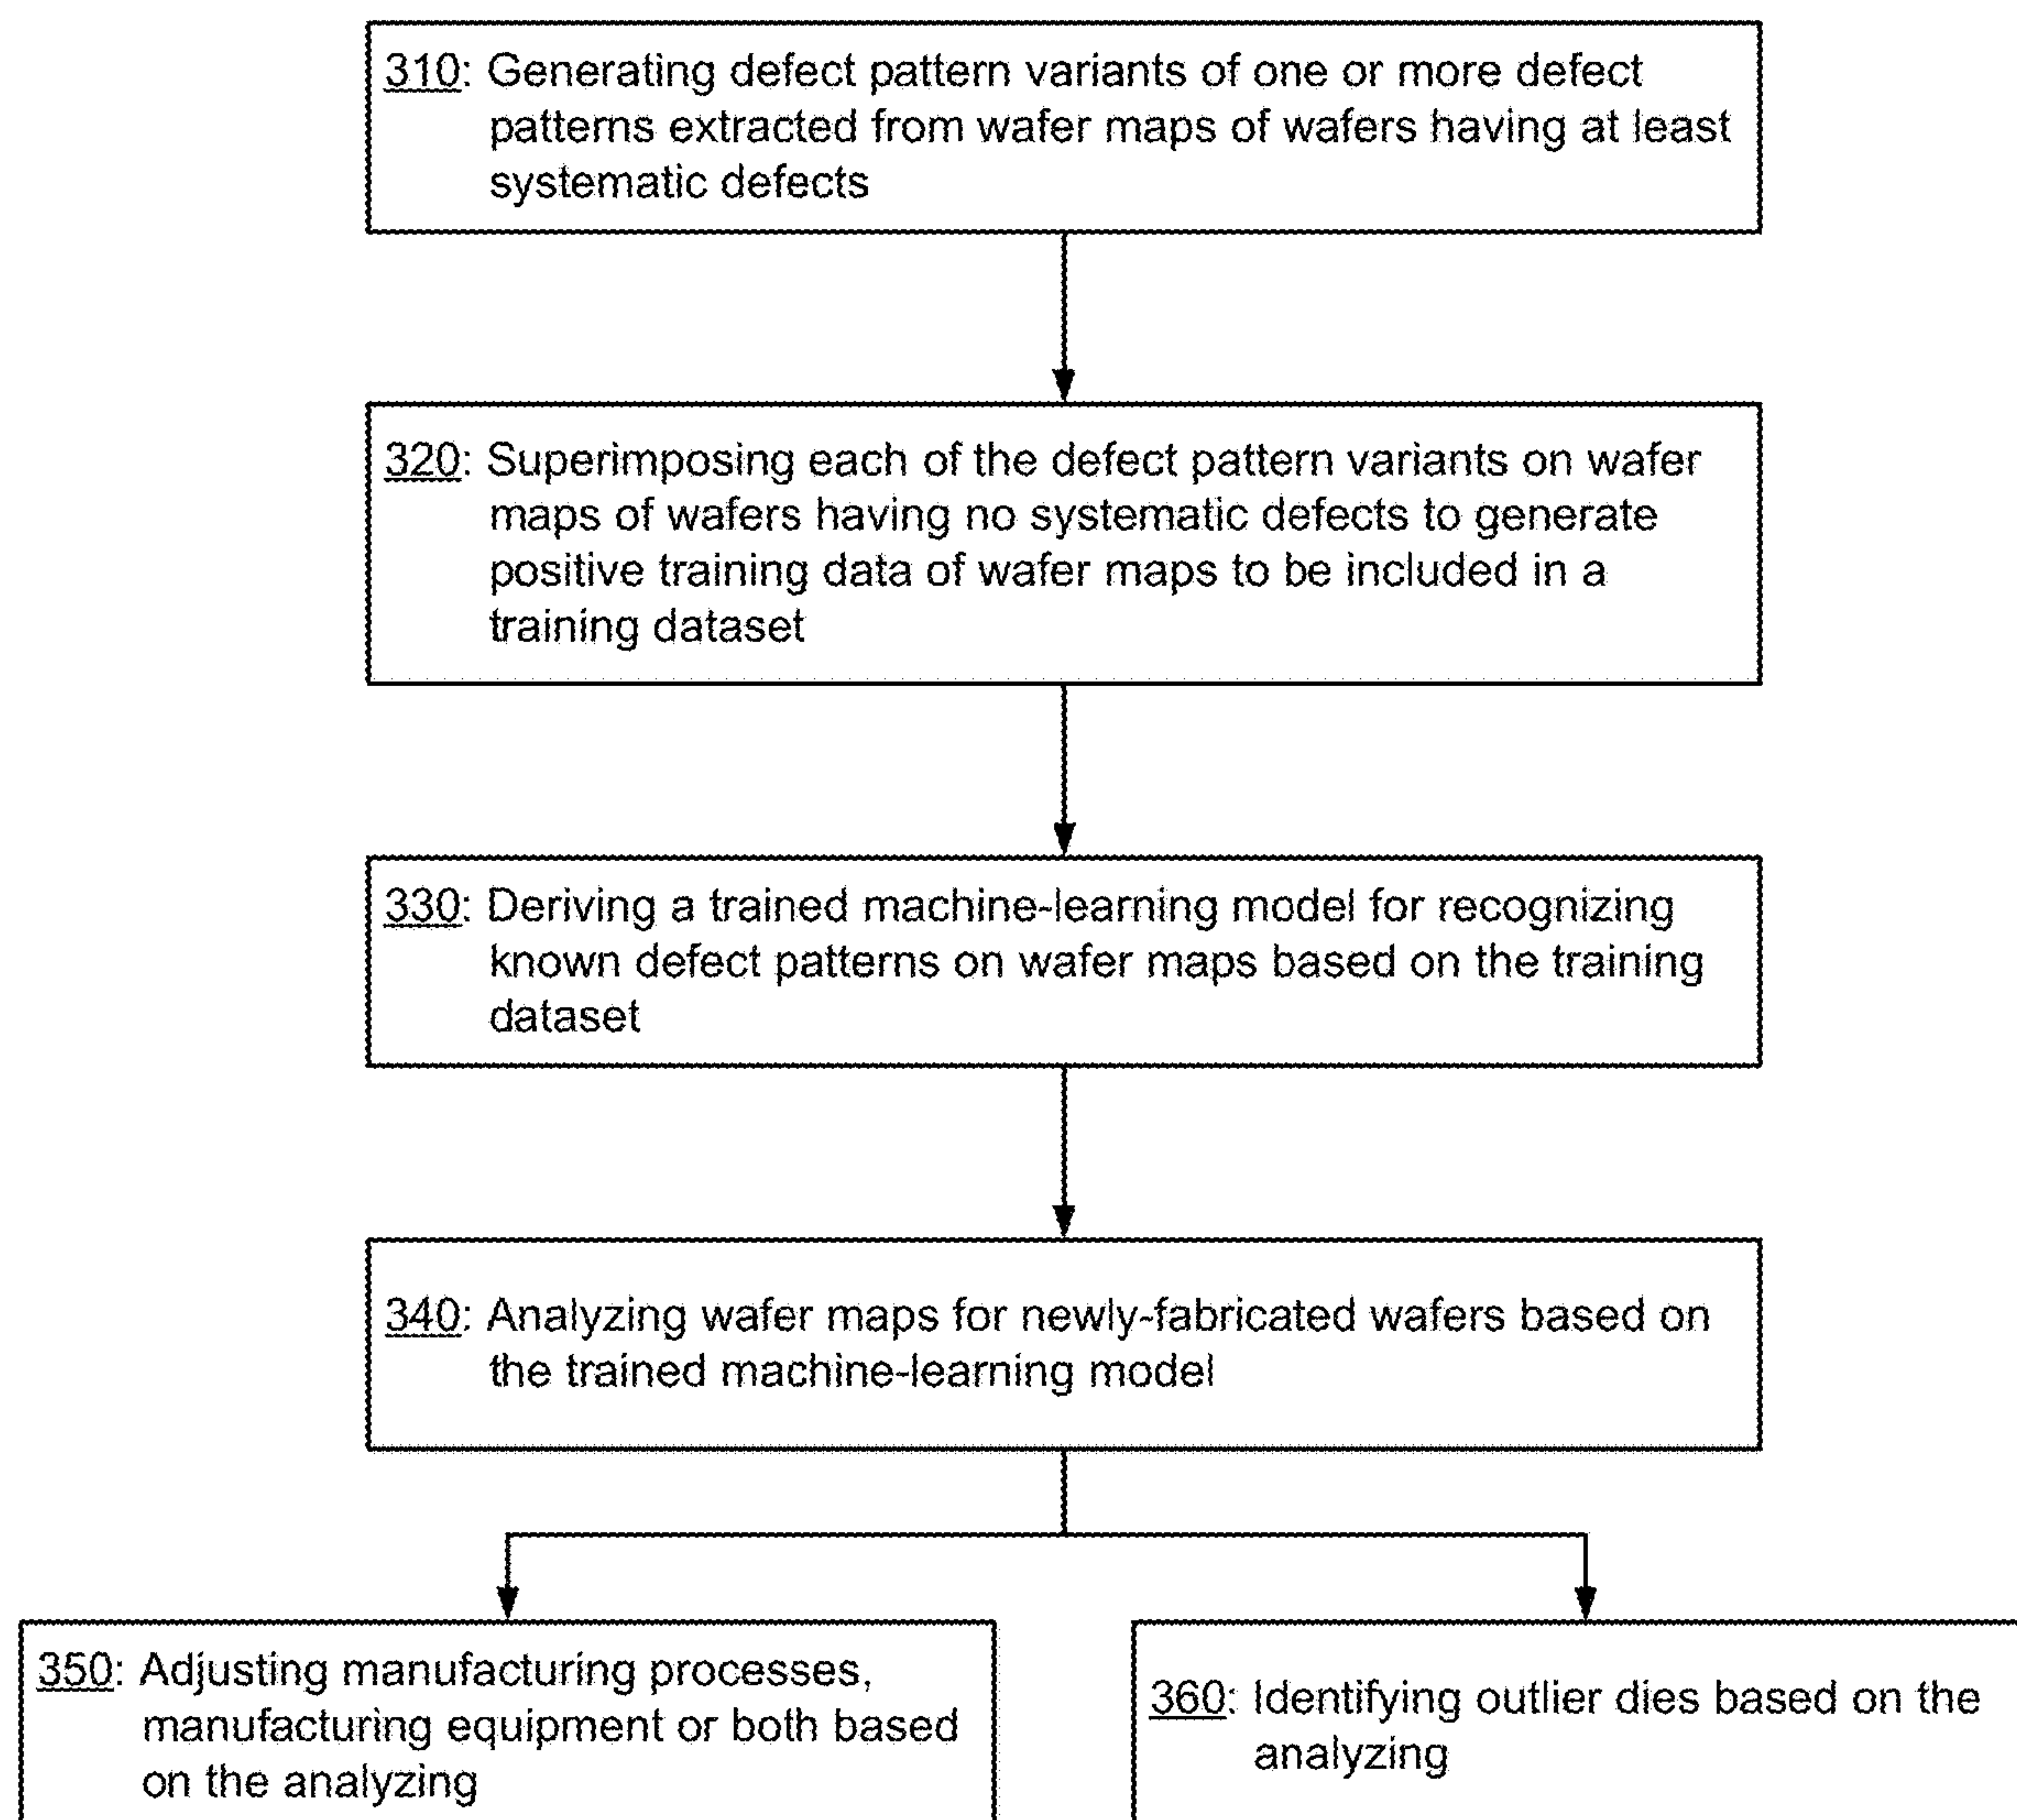 310: Generating defect pattern variants of one or more defect
patterns extracted from wafer maps of wafers having at least
systematic defects
320: Superimposing each of the defect pattern variants on wafer
maps of wafers having no systematic defects to generate
positive training data of wafer maps to be included in a
training dataset
330: Deriving a trained machine-learning model for recognizing
known defect patterns on wafer maps based on the training
dataset
340: Analyzing wafer maps for newly-fabricated wafers based on
the trained machine-learning model
350: Adjusting manufacturing processes,
manufacturing equipment or both based
on the analyzing
360: Identifying outlier dies based on the
analyzing